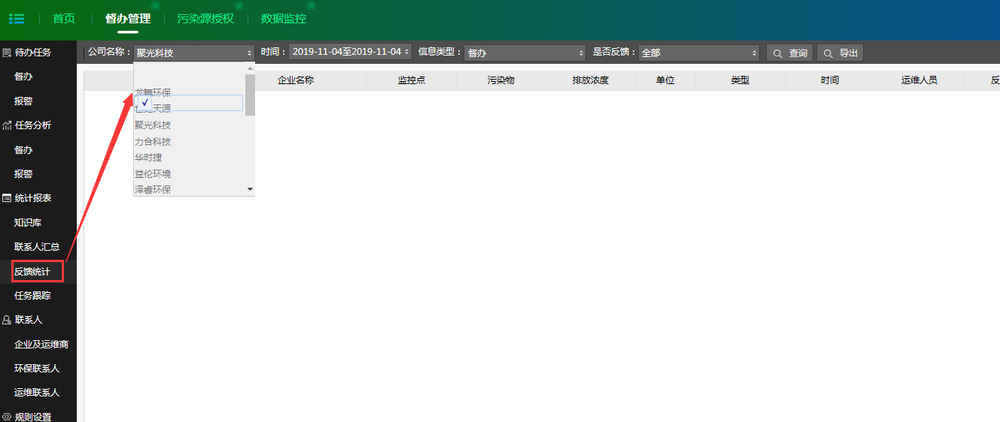 首页 督办管理 污染源授权 数据监控
公司名称： 聚光科技 时间： 2019-11-04至2019-11-04 信息类型： 督办 是否反馈： 全部 查询 导出
企业名称 监控点 污染物 排放浓度 单位 类型 时间 运维人员
龙舞环保
天源
聚光科技
力合科技
华时捷
益伦环境
泽睿环保
待办任务
督办
报警
任务分析
督办
报警
统计报表
知识库
联系人汇总
反馈统计
任务跟踪
联系人
企业及运维商
环保联系人
运维联系人
规则设置